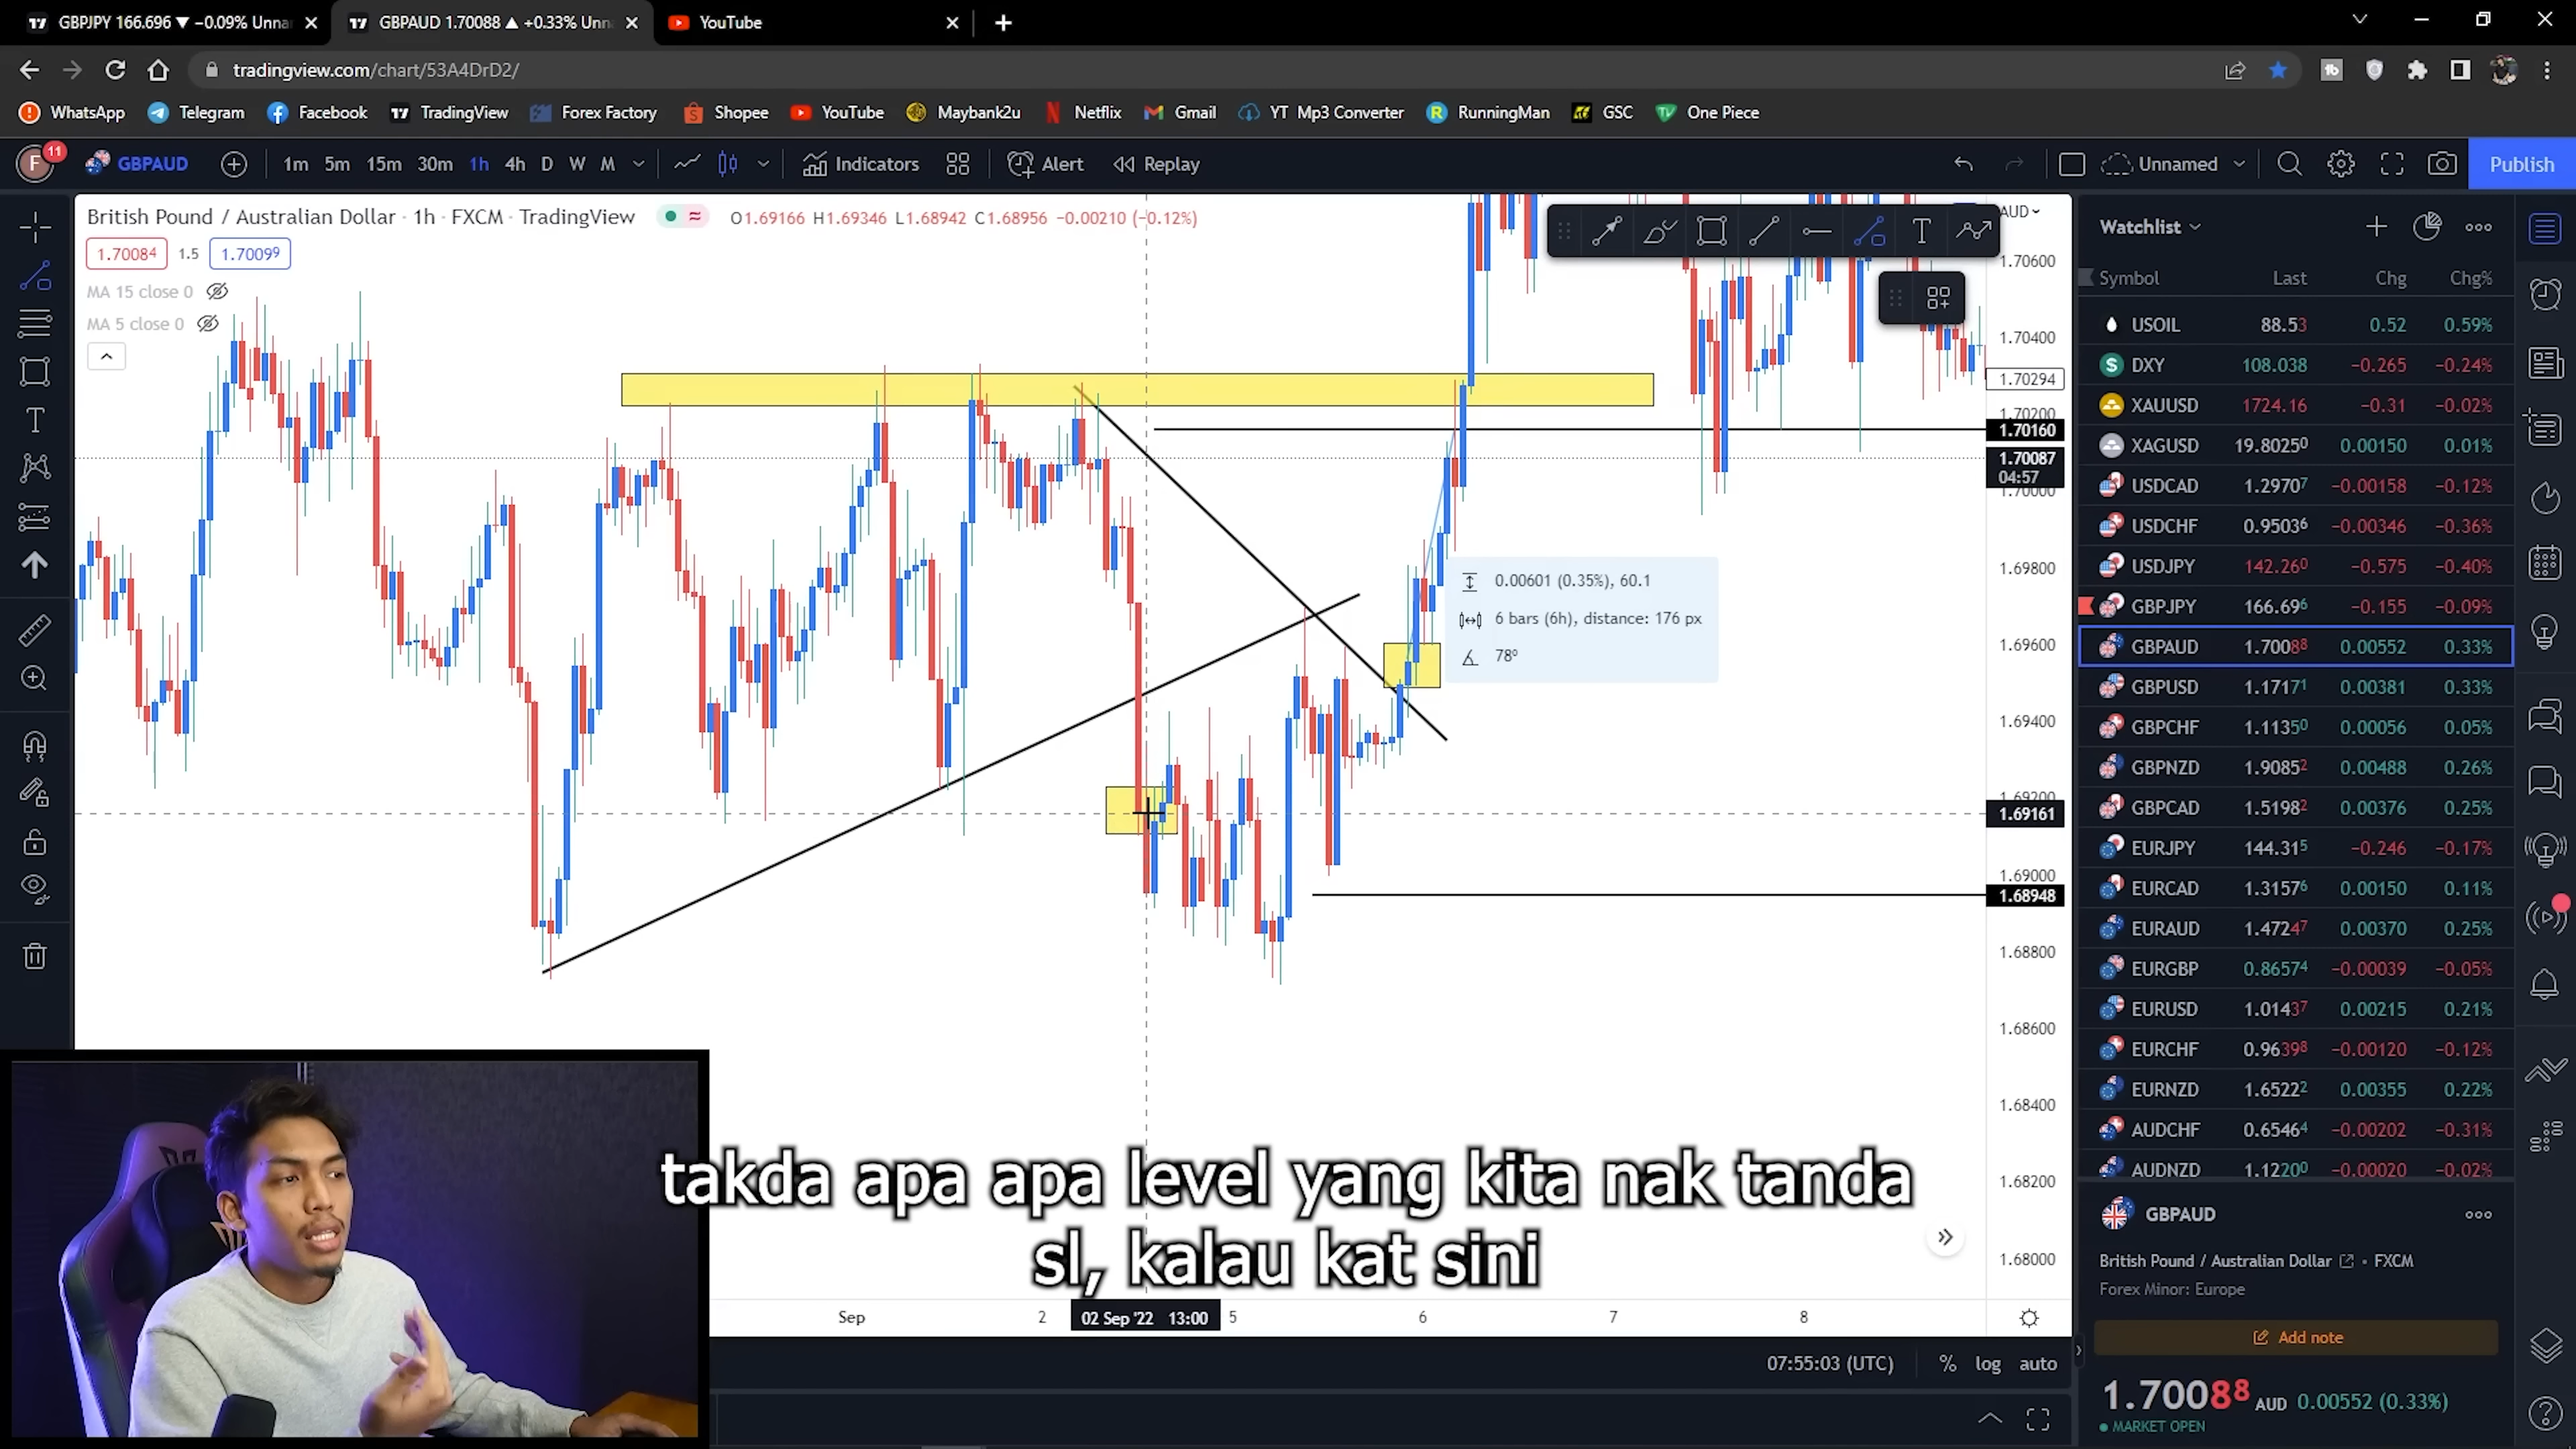 GBPJPY 166.696 ▼ −0.09% Unna
GBPAUD 1.70088 ▲ +0.33% Unn
YouTube
tradingview.com/chart/53A4DrD2/
WhatsApp Telegram Facebook TradingView Forex Factory Shopee YouTube Maybank2u Netflix Gmail YT Mp3 Converter RunningMan GSC One Piece
F 11 GBPAUD 1m 5m 15m 30m 1h 4h D W M Indicators Alert Replay Unnamed Publish
British Pound / Australian Dollar · 1h · FXCM · TradingView O1.69166 H1.69346 L1.68942 C1.68956 −0.00210 (−0.12%)
1.70084 1.5 1.70099
MA 15 close 0
MA 5 close 0
AUD
1.70600
1.70400
1.70294
1.70200
1.70160
1.70087
04:57
1.70000
1.69800
1.69600
1.69400
1.69200
1.69161
1.69000
1.68948
1.68800
1.68600
1.68400
1.68200
1.68000
0.00601 (0.35%), 60.1
6 bars (6h), distance: 176 px
78º
takda apa apa level yang kita nak tanda
sl, kalau kat sini
Sep 2 02 Sep '22 13:00 5 6 7 8
07:55:03 (UTC) % log auto
Watchlist
Symbol Last Chg Chg%
USOIL 88.53 0.52 0.59%
DXY 108.038 −0.265 −0.24%
XAUUSD 1724.16 −0.31 −0.02%
XAGUSD 19.80250 0.00150 0.01%
USDCAD 1.29707 −0.00158 −0.12%
USDCHF 0.95036 −0.00346 −0.36%
USDJPY 142.260 −0.575 −0.40%
GBPJPY 166.696 −0.155 −0.09%
GBPAUD 1.70088 0.00552 0.33%
GBPUSD 1.17171 0.00381 0.33%
GBPCHF 1.11350 0.00056 0.05%
GBPNZD 1.90852 0.00488 0.26%
GBPCAD 1.51982 0.00376 0.25%
EURJPY 144.315 −0.246 −0.17%
EURCAD 1.31576 0.00150 0.11%
EURAUD 1.47247 0.00370 0.25%
EURGBP 0.86574 −0.00039 −0.05%
EURUSD 1.01437 0.00215 0.21%
EURCHF 0.96398 −0.00120 −0.12%
EURNZD 1.65222 0.00355 0.22%
AUDCHF 0.65464 −0.00202 −0.31%
AUDNZD 1.12200 −0.00020 −0.02%
GBPAUD
British Pound / Australian Dollar • FXCM
Forex Minor: Europe
Add note
1.70088 AUD 0.00552 (0.33%)
MARKET OPEN